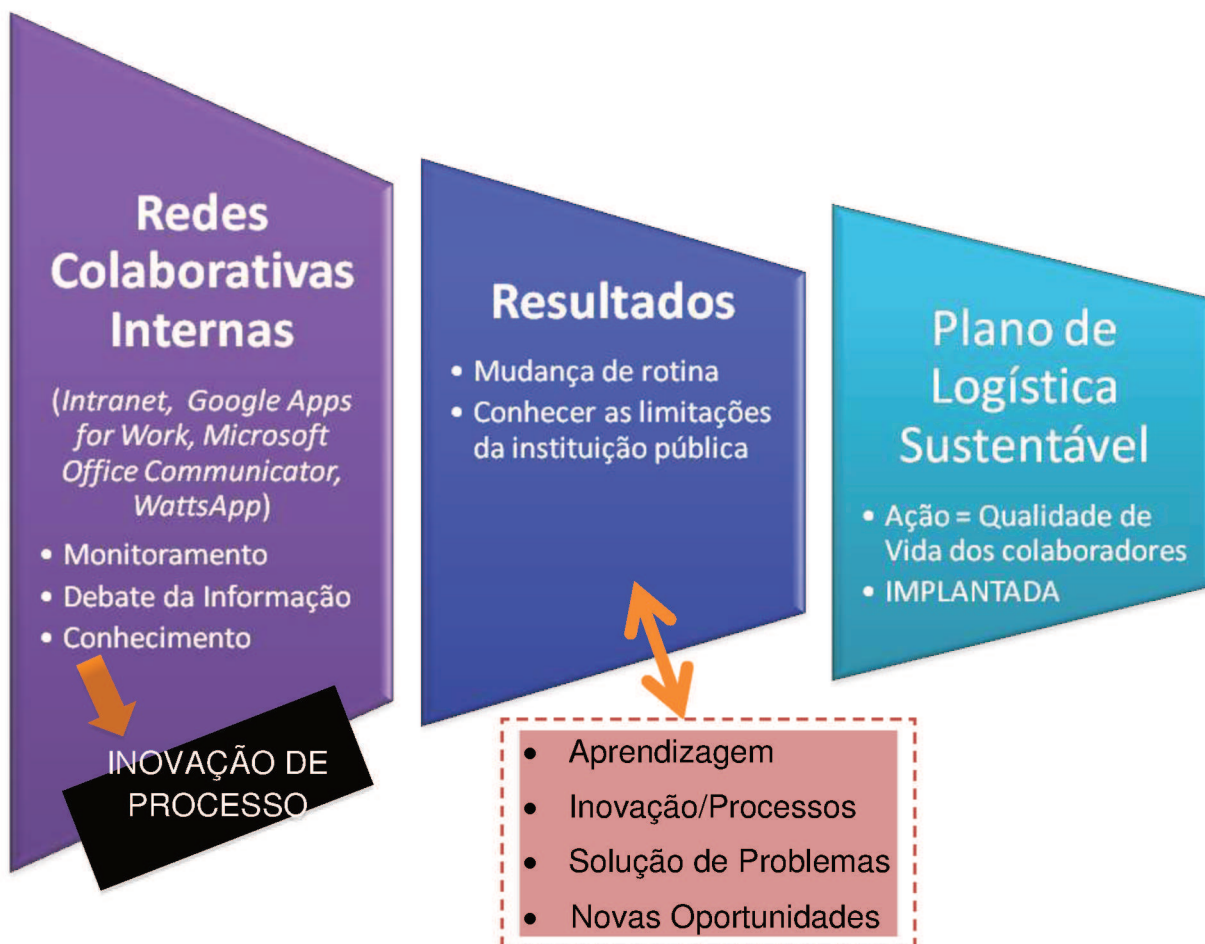 Redes
Colaborativas
Internas
(Intranet, Google Apps
for Work, Microsoft
Office Communicator,
WattsApp)
• Monitoramento
• Debate da Informação
• Conhecimento
INOVAÇÃO DE
PROCESSO
Resultados
• Mudança de rotina
• Conhecer as limitações
da instituição pública
• Aprendizagem
• Inovação/Processos
• Solução de Problemas
• Novas Oportunidades
Plano de
Logística
Sustentável
• Ação = Qualidade de
Vida dos colaboradores
• IMPLANTADA